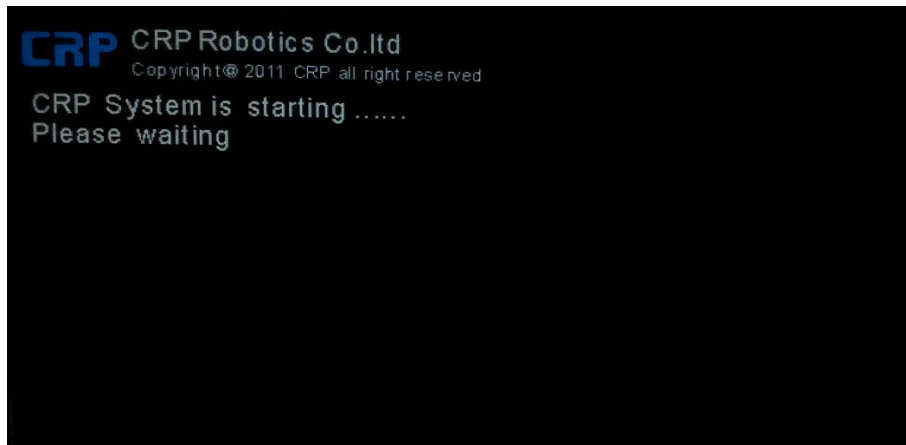 CRP CRP Robotics Co.ltd
Copyright@ 2011 CRP all right reserved
CRP System is starting ......
Please waiting